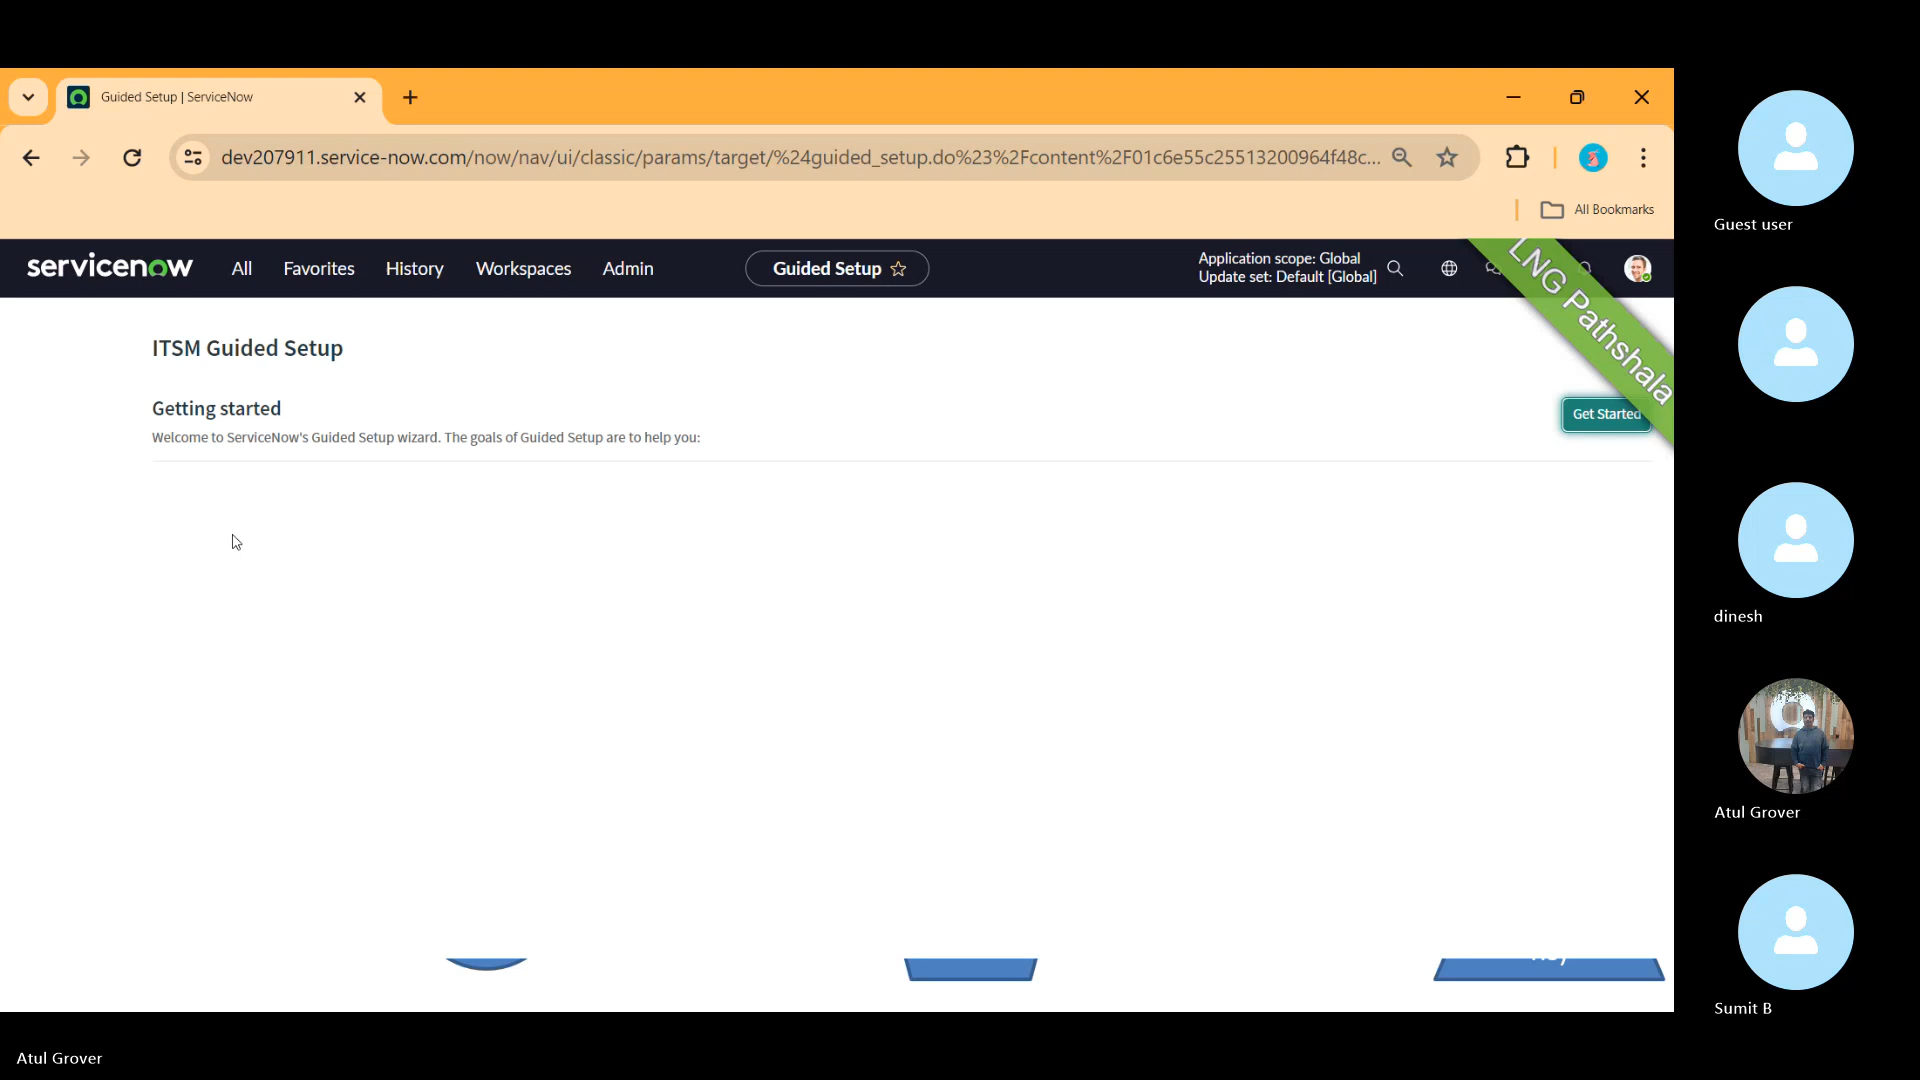 Guided Setup | ServiceNow
dev207911.service-now.com/now/nav/ui/classic/params/target/%24guided_setup.do%23%2Fcontent%2F01c6e55c25513200964f48c...
All Bookmarks
servicenow
All
Favorites
History
Workspaces
Admin
Guided Setup
Application scope: Global
Update set: Default [Global]
LNG Pathshala
ITSM Guided Setup
Getting started
Get Started
Welcome to ServiceNow's Guided Setup wizard. The goals of Guided Setup are to help you:
Guest user
dinesh
Atul Grover
Sumit B
Atul Grover